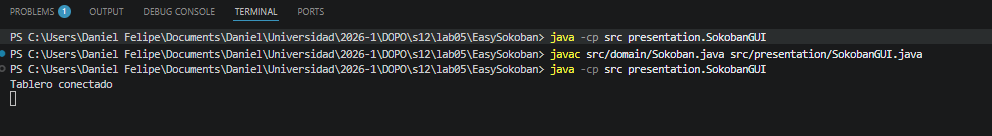 PROBLEMS 1 OUTPUT DEBUG CONSOLE TERMINAL PORTS
PS C:\Users\Daniel Felipe\Documents\Daniel\Universidad\2026-1\DOPO\s12\lab05\EasySokoban> java -cp src presentation.SokobanGUI
PS C:\Users\Daniel Felipe\Documents\Daniel\Universidad\2026-1\DOPO\s12\lab05\EasySokoban> javac src/domain/Sokoban.java src/presentation/SokobanGUI.java
PS C:\Users\Daniel Felipe\Documents\Daniel\Universidad\2026-1\DOPO\s12\lab05\EasySokoban> java -cp src presentation.SokobanGUI
Tablero conectado